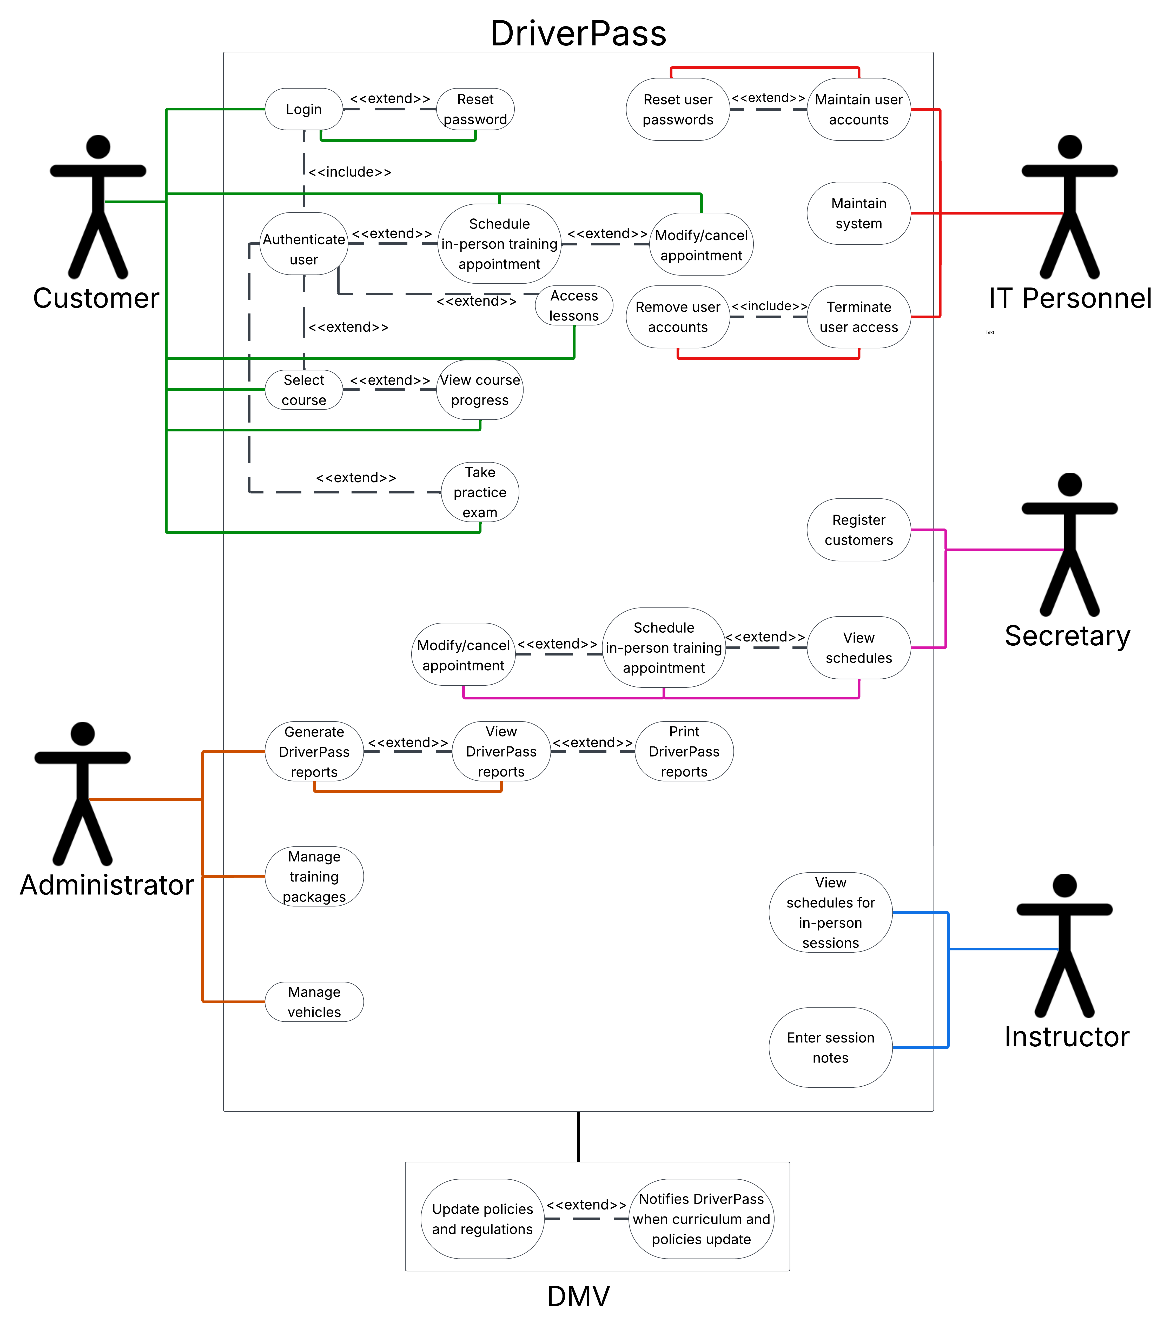 DriverPass
Login
<<extend>>
Reset
password
Reset user
passwords
<<extend>>
Maintain user
accounts
<<include>>
Maintain
system
Authenticate
user
<<extend>>
Schedule
in-person training
appointment
<<extend>>
Modify/cancel
appointment
Customer
IT Personnel
<<extend>>
Access
lessons
Remove user
accounts
<<include>>
Terminate
user access
<<extend>>
Select
course
<<extend>>
View course
progress
<<extend>>
Take
practice
exam
Register
customers
Secretary
Modify/cancel
appointment
<<extend>>
Schedule
in-person training
appointment
<<extend>>
View
schedules
Generate
DriverPass
reports
<<extend>>
View
DriverPass
reports
<<extend>>
Print
DriverPass
reports
Administrator
Manage
training
packages
View
schedules for
in-person
sessions
Manage
vehicles
Enter session
notes
Instructor
Update policies
and regulations
<<extend>>
Notifies DriverPass
when curriculum and
policies update
DMV